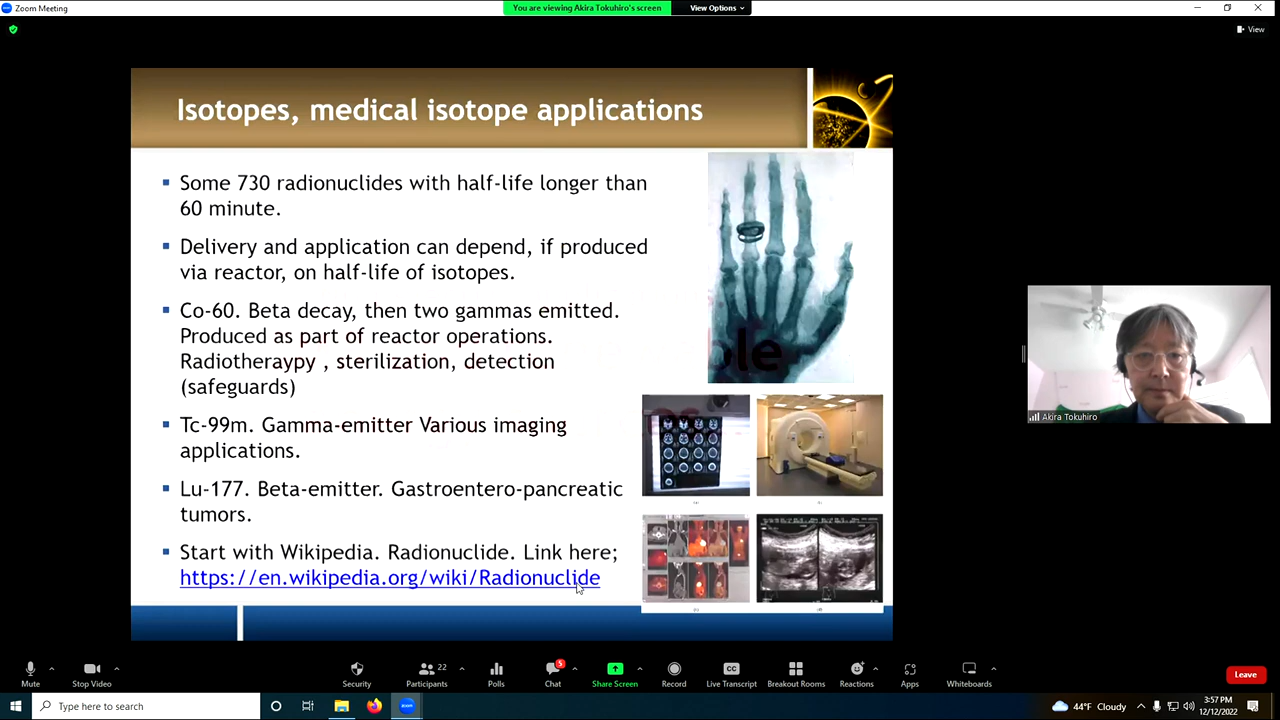 Zoom Meeting
You are viewing Akira Tokuhiro's screen
View Options
View
Isotopes, medical isotope applications
Some 730 radionuclides with half-life longer than
60 minute.
Delivery and application can depend, if produced
via reactor, on half-life of isotopes.
Co-60. Beta decay, then two gammas emitted.
Produced as part of reactor operations.
Radiotheraypy , sterilization, detection
(safeguards)
Tc-99m. Gamma-emitter Various imaging
applications.
Lu-177. Beta-emitter. Gastroentero-pancreatic
tumors.
Start with Wikipedia. Radionuclide. Link here;
https://en.wikipedia.org/wiki/Radionuclide
Akira Tokuhiro
Mute
Stop Video
Security
Participants
22
Polls
Chat
5
Share Screen
Record
Live Transcript
Breakout Rooms
Reactions
Apps
Whiteboards
Leave
Type here to search
44°F Cloudy
3:57 PM
12/12/2022